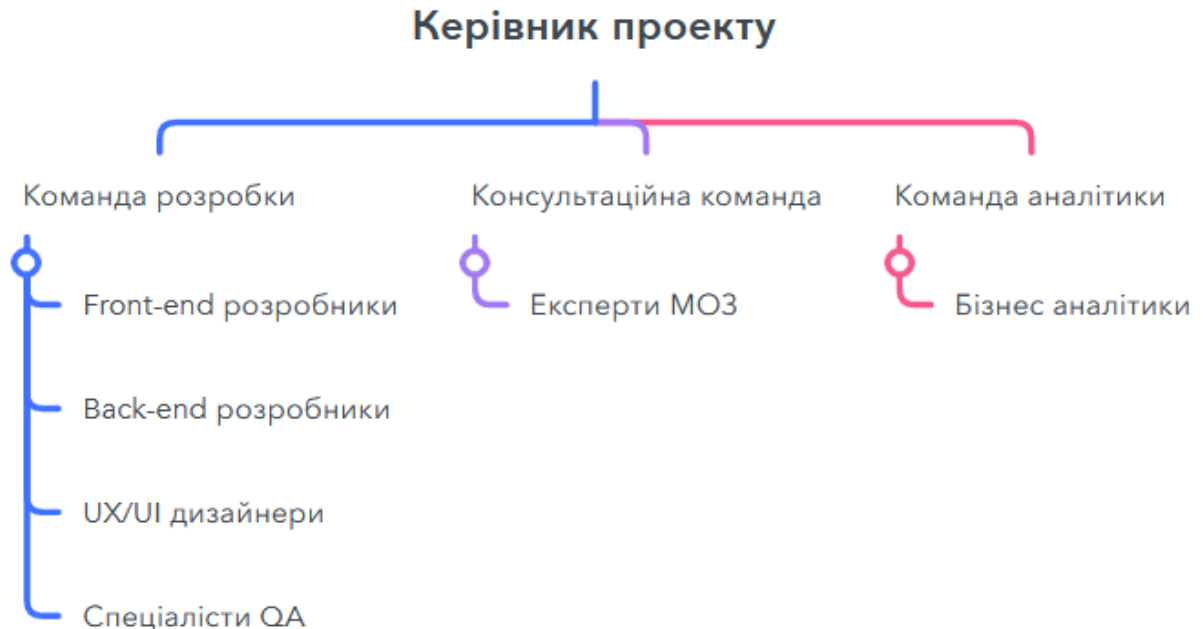 Керівник проекту
Команда розробки
Консультаційна команда
Команда аналітики
Front-end розробники
Експерти МОЗ
Бізнес аналітики
Back-end розробники
UX/UI дизайнери
Спеціалісти QA